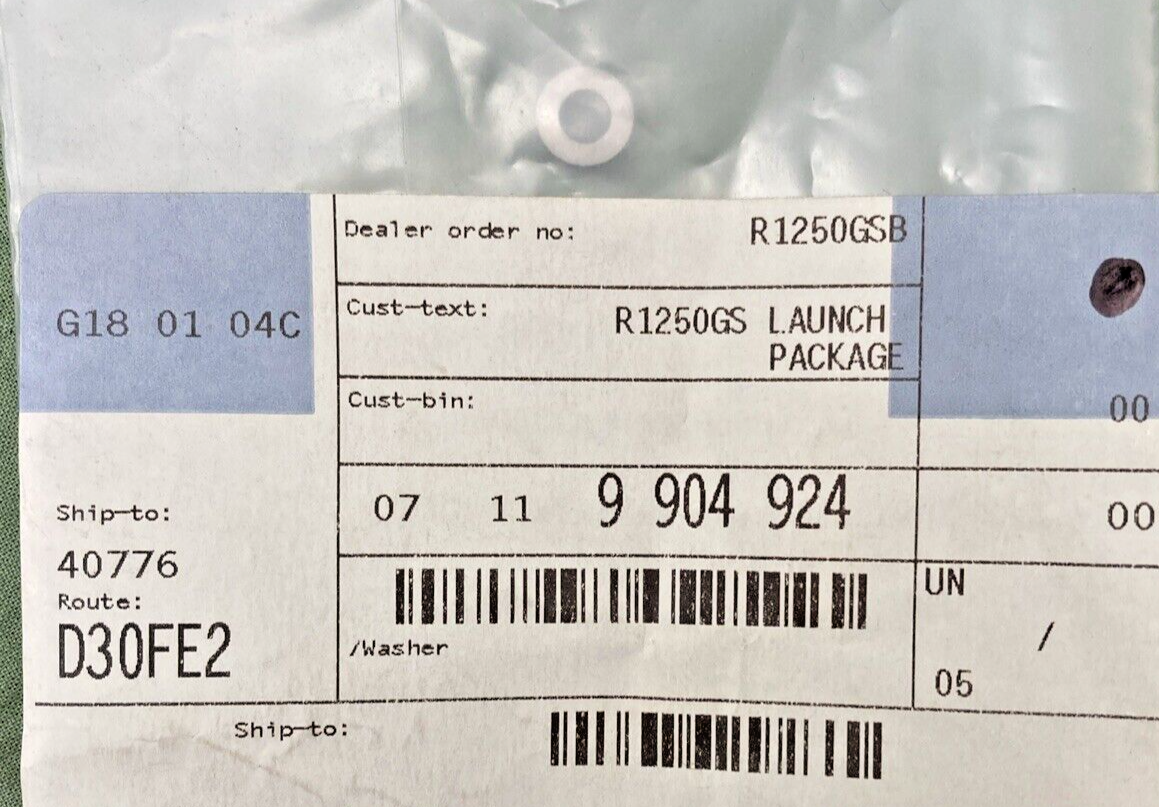 Dealer order no: R1250GSB
G18 01 04C
Cust-text: R1250GS LAUNCH
PACKAGE
Cust-bin:
00
Ship-to:
07 11 9 904 924
00
40776
Route:
UN
D30FE2
/Washer
/
05
Ship-to: